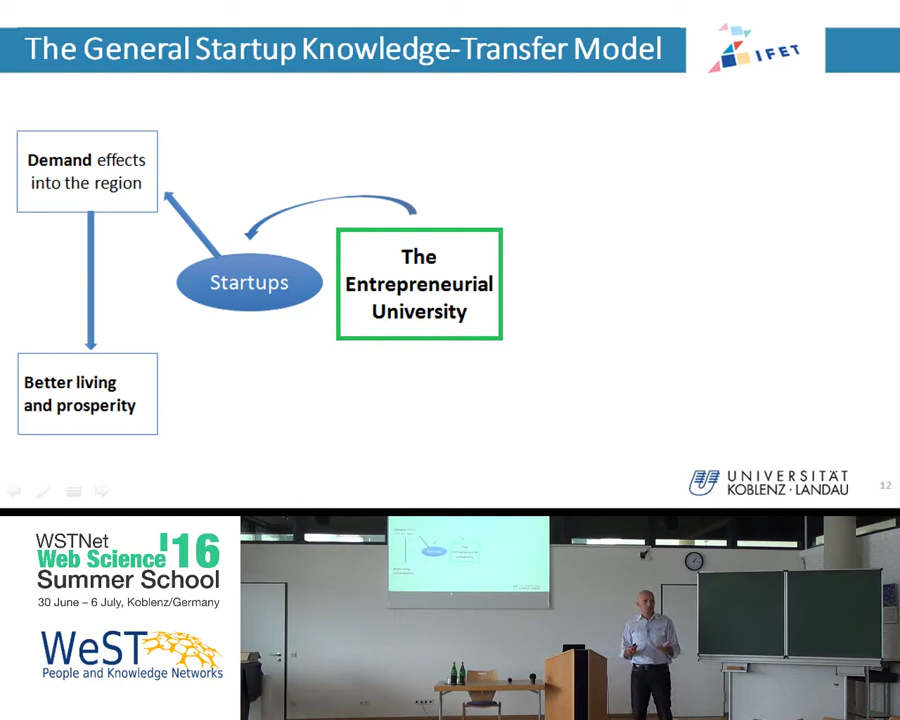 The General Startup Knowledge-Transfer Model
IFET
Demand effects
into the region
Startups
The
Entrepreneurial
University
Better living
and prosperity
UNIVERSITÄT
KOBLENZ · LANDAU
12
WSTNet
Web Science '16
Summer School
30 June – 6 July, Koblenz/Germany
WeST
People and Knowledge Networks